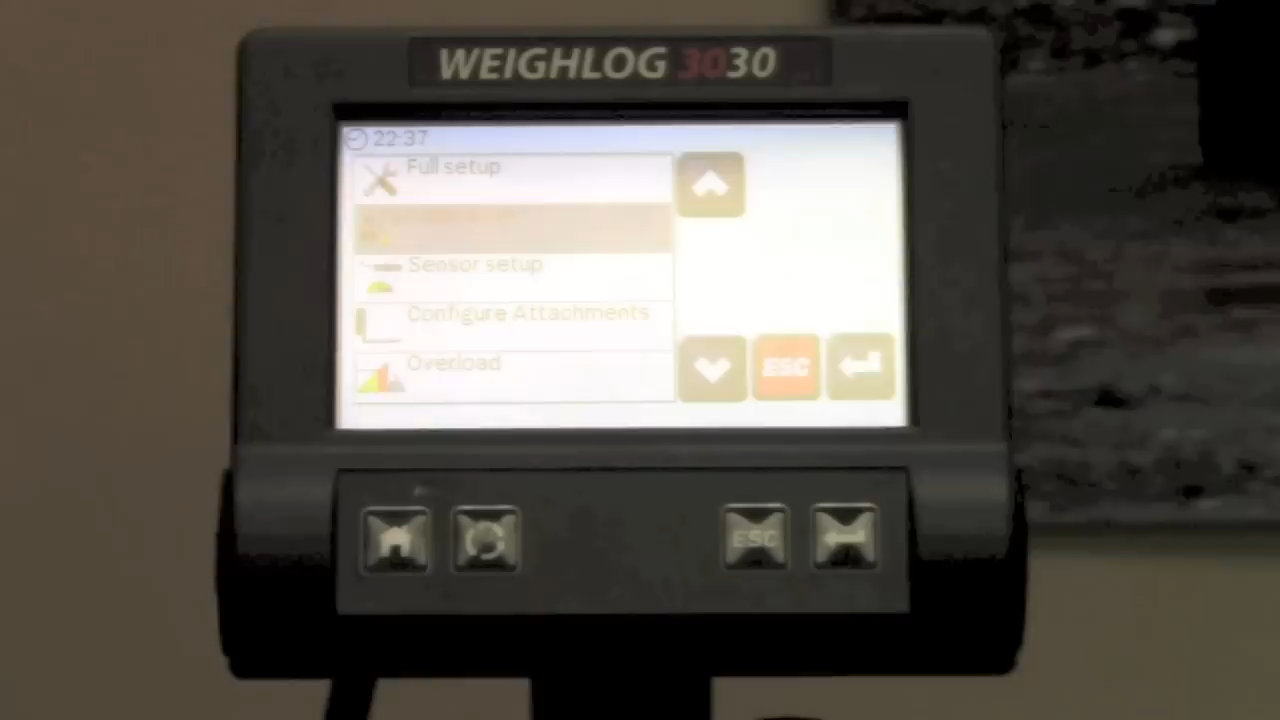 WEIGHLOG 3030
22:37
Full setup
Sensor setup
Configure Attachments
Overload
ESC
ESC